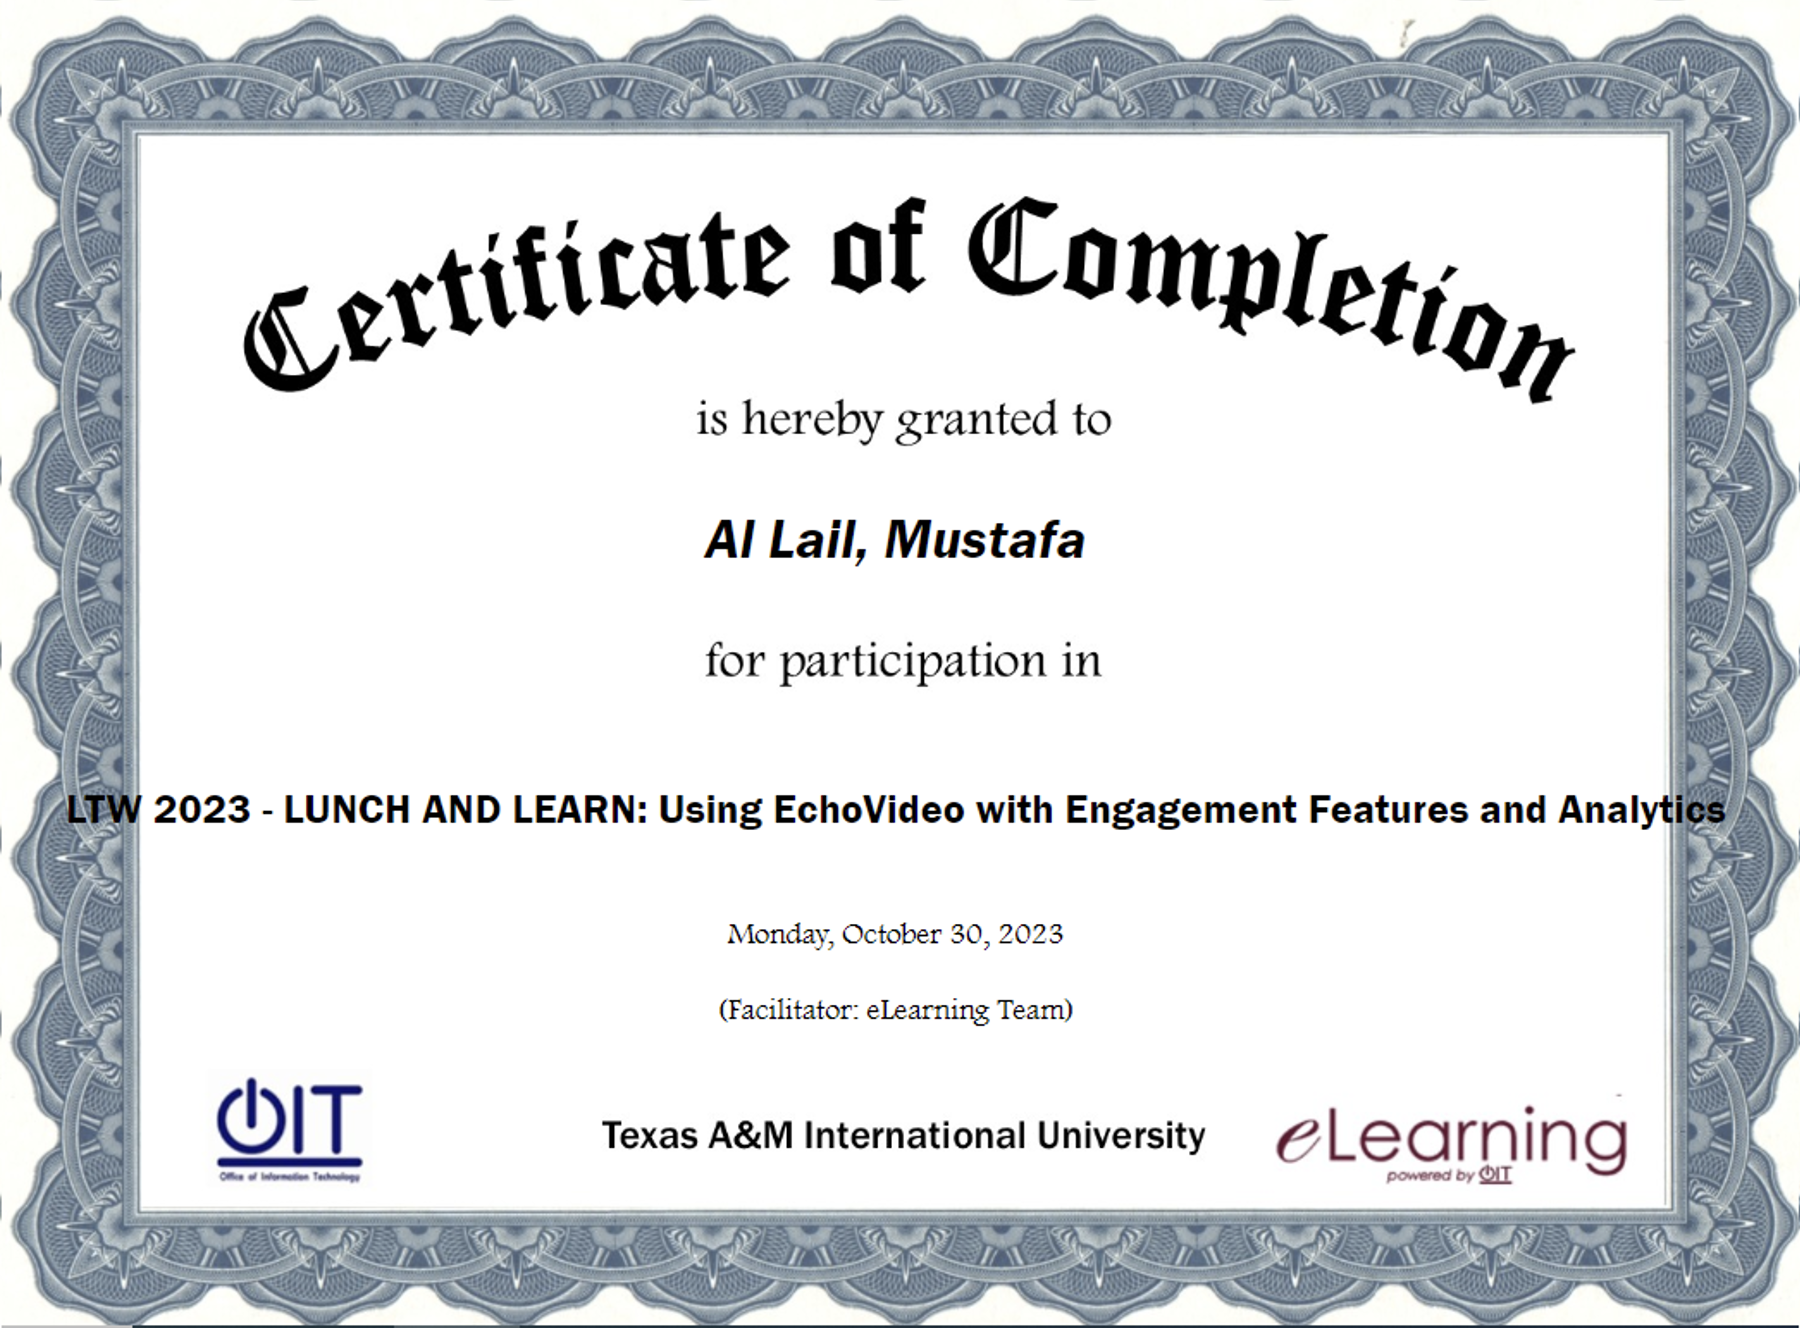 Certificate of Completion
is hereby granted to
Al Lail, Mustafa
for participation in
LTW 2023 - LUNCH AND LEARN: Using EchoVideo with Engagement Features and Analytics
Monday, October 30, 2023
(Facilitator: eLearning Team)
OIT
Office of Information Technology
Texas A&M International University
eLearning
powered by OIT